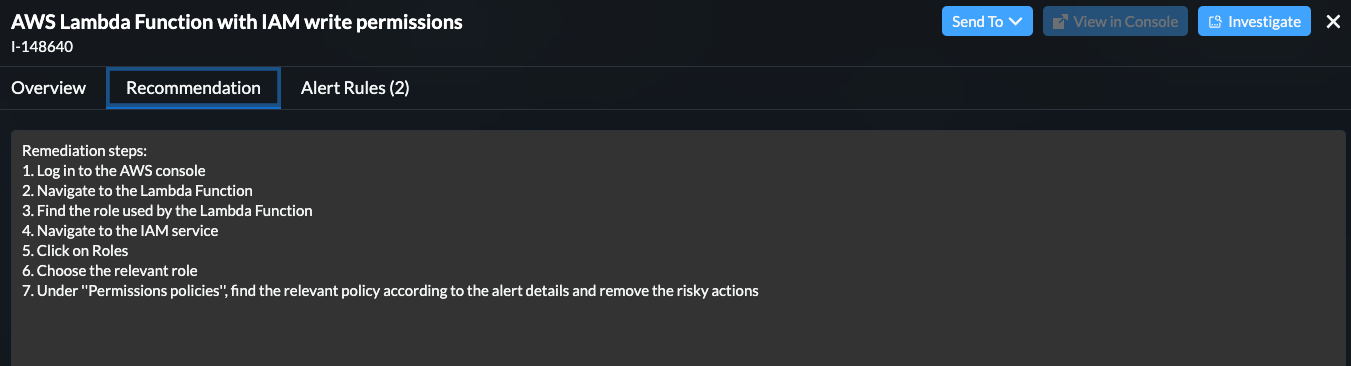 AWS Lambda Function with IAM write permissions
Send To
View in Console
Investigate
I-148640
Overview
Recommendation
Alert Rules (2)
Remediation steps:
1. Log in to the AWS console
2. Navigate to the Lambda Function
3. Find the role used by the Lambda Function
4. Navigate to the IAM service
5. Click on Roles
6. Choose the relevant role
7. Under "Permissions policies", find the relevant policy according to the alert details and remove the risky actions